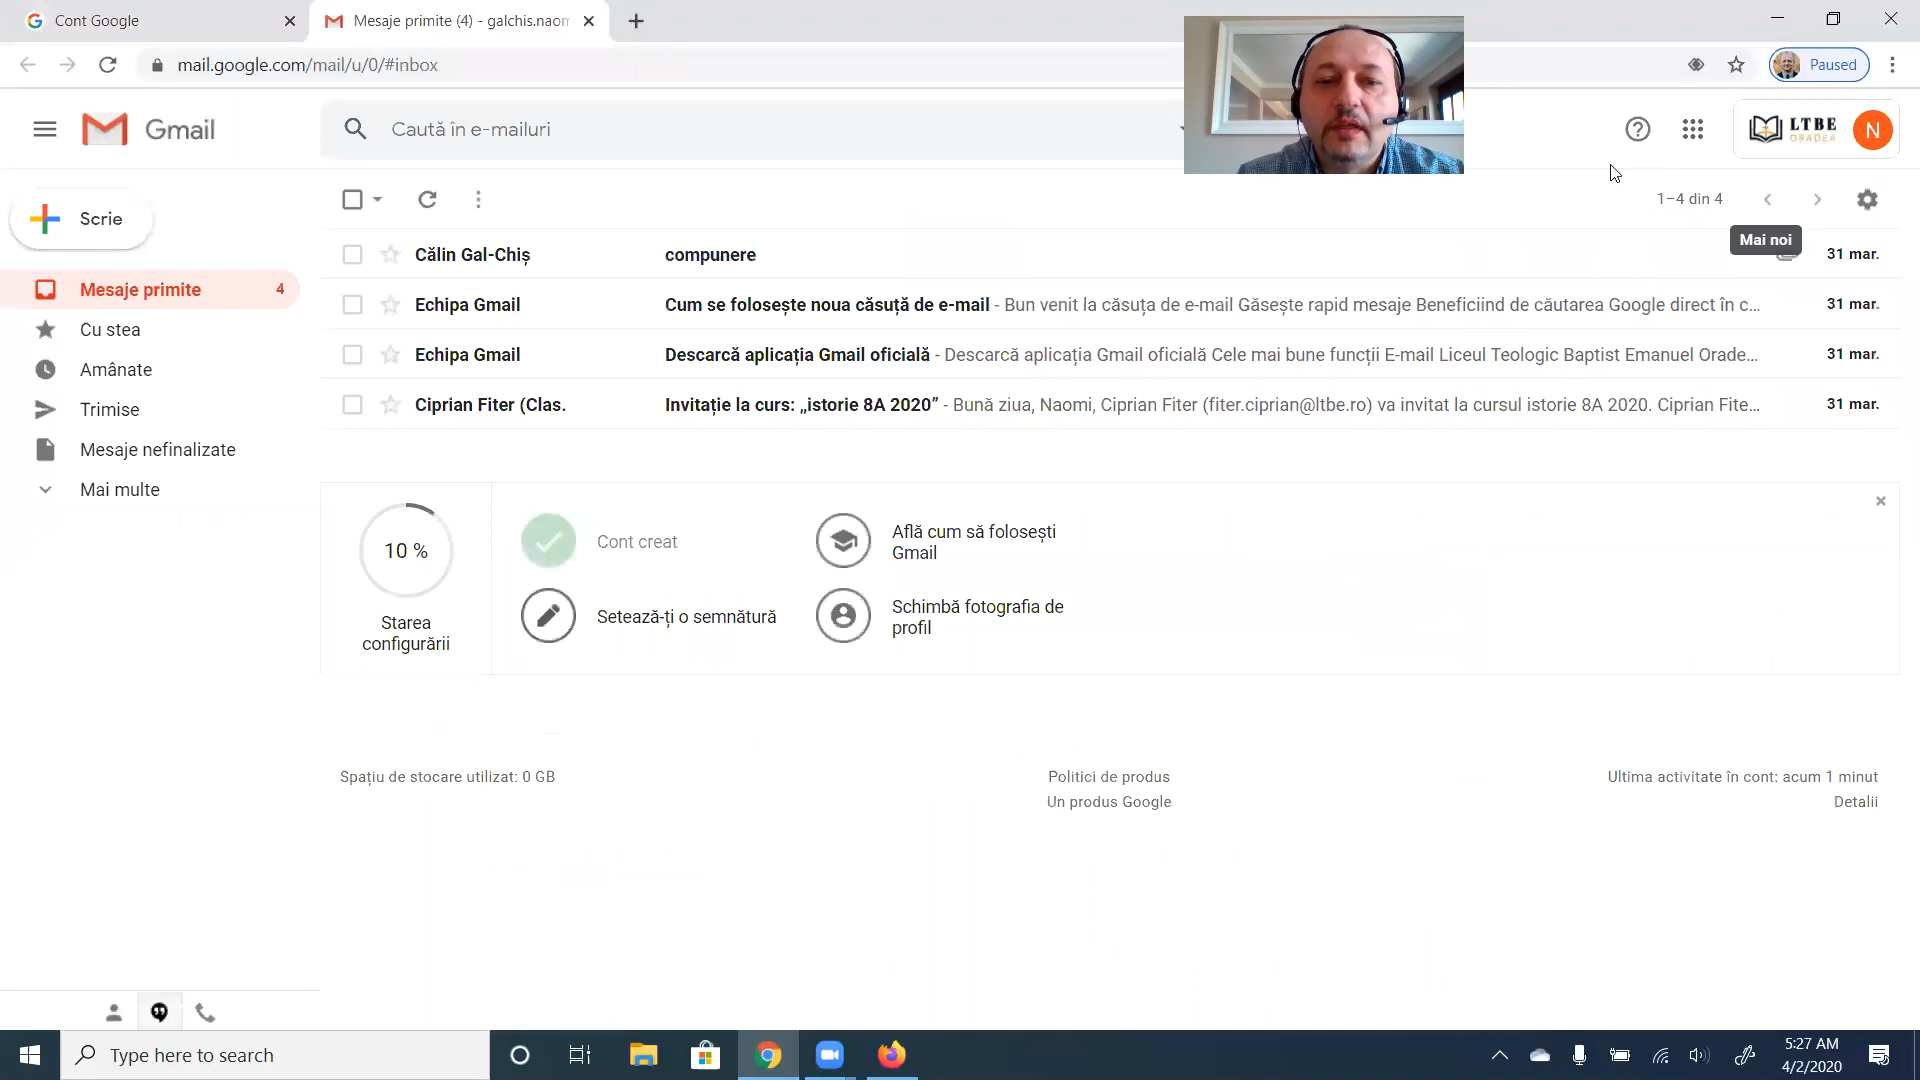 Cont Google
Mesaje primite (4) - galchis.naom
mail.google.com/mail/u/0/#inbox
Paused
Gmail
Caută în e-mailuri
LTBE
ORADEA
N
Scrie
1–4 din 4
Mai noi
Mesaje primite 4
Cu stea
Amânate
Trimise
Mesaje nefinalizate
Mai multe
Călin Gal-Chiș compunere 31 mar.
Echipa Gmail Cum se folosește noua căsuță de e-mail - Bun venit la căsuța de e-mail Găsește rapid mesaje Beneficiind de căutarea Google direct în c... 31 mar.
Echipa Gmail Descarcă aplicația Gmail oficială - Descarcă aplicația Gmail oficială Cele mai bune funcții E-mail Liceul Teologic Baptist Emanuel Orade... 31 mar.
Ciprian Fiter (Clas. Invitație la curs: „istorie 8A 2020” - Bună ziua, Naomi, Ciprian Fiter (fiter.ciprian@ltbe.ro) va invitat la cursul istorie 8A 2020. Ciprian Fite... 31 mar.
10 %
Starea
configurării
Cont creat
Setează-ți o semnătură
Află cum să folosești
Gmail
Schimbă fotografia de
profil
Spațiu de stocare utilizat: 0 GB
Politici de produs
Un produs Google
Ultima activitate în cont: acum 1 minut
Detalii
Type here to search
5:27 AM
4/2/2020